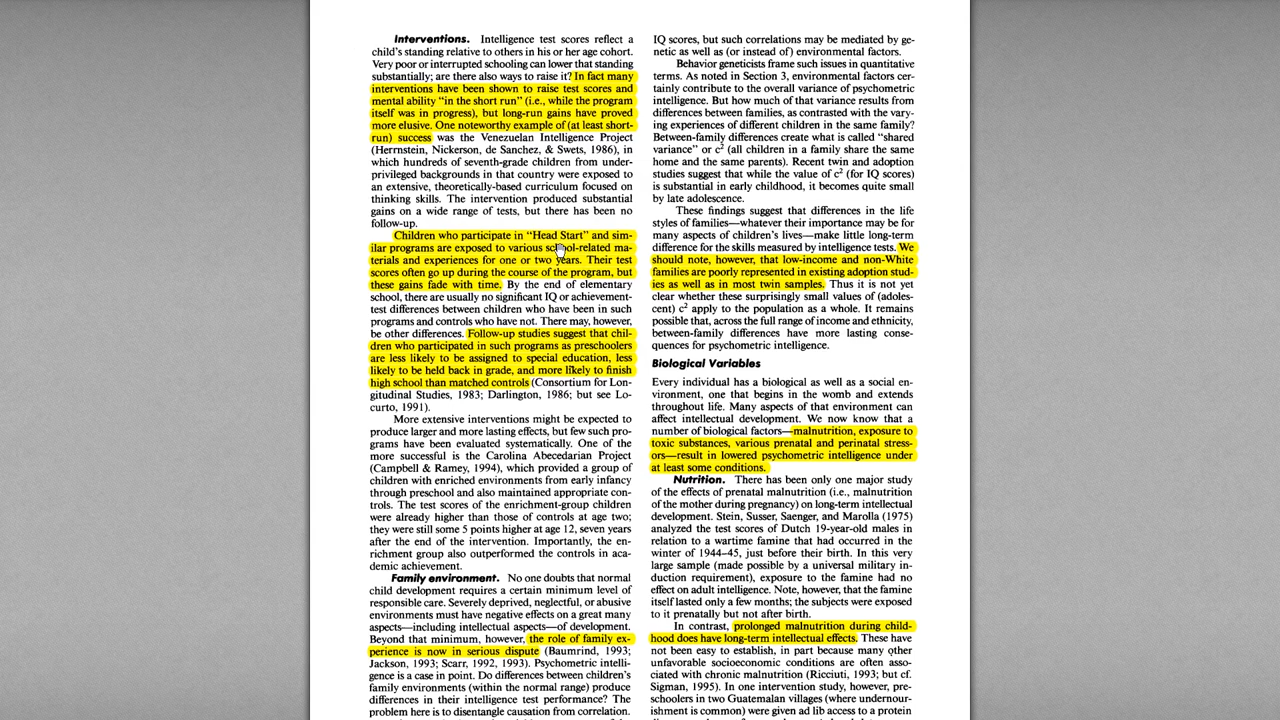 Interventions. Intelligence test scores reflect a
child's standing relative to others in his or her age cohort.
Very poor or interrupted schooling can lower that standing
substantially; are there also ways to raise it? In fact many
interventions have been shown to raise test scores and
mental ability "in the short run" (i.e., while the program
itself was in progress), but long-run gains have proved
more elusive. One noteworthy example of (at least short-
run) success was the Venezuelan Intelligence Project
(Herrnstein, Nickerson, de Sanchez, & Swets, 1986), in
which hundreds of seventh-grade children from under-
privileged backgrounds in that country were exposed to
an extensive, theoretically-based curriculum focused on
thinking skills. The intervention produced substantial
gains on a wide range of tests, but there has been no
follow-up.
Children who participate in "Head Start" and sim-
ilar programs are exposed to various school-related ma-
terials and experiences for one or two years. Their test
scores often go up during the course of the program, but
these gains fade with time. By the end of elementary
school, there are usually no significant IQ or achievement-
test differences between children who have been in such
programs and controls who have not. There may, however,
be other differences. Follow-up studies suggest that chil-
dren who participated in such programs as preschoolers
are less likely to be assigned to special education, less
likely to be held back in grade, and more likely to finish
high school than matched controls (Consortium for Lon-
gitudinal Studies, 1983; Darlington, 1986; but see Lo-
curto, 1991).
More extensive interventions might be expected to
produce larger and more lasting effects, but few such pro-
grams have been evaluated systematically. One of the
more successful is the Carolina Abecedarian Project
(Campbell & Ramey, 1994), which provided a group of
children with enriched environments from early infancy
through preschool and also maintained appropriate con-
trols. The test scores of the enrichment-group children
were already higher than those of controls at age two;
they were still some 5 points higher at age 12, seven years
after the end of the intervention. Importantly, the en-
richment group also outperformed the controls in aca-
demic achievement.
Family environment. No one doubts that normal
child development requires a certain minimum level of
responsible care. Severely deprived, neglectful, or abusive
environments must have negative effects on a great many
aspects—including intellectual aspects—of development.
Beyond that minimum, however, the role of family ex-
perience is now in serious dispute (Baumrind, 1993;
Jackson, 1993; Scarr, 1992, 1993). Psychometric intelli-
gence is a case in point. Do differences between children's
family environments (within the normal range) produce
differences in their intelligence test performance? The
problem here is to disentangle causation from correlation.
IQ scores, but such correlations may be mediated by ge-
netic as well as (or instead of) environmental factors.
Behavior geneticists frame such issues in quantitative
terms. As noted in Section 3, environmental factors cer-
tainly contribute to the overall variance of psychometric
intelligence. But how much of that variance results from
differences between families, as contrasted with the vary-
ing experiences of different children in the same family?
Between-family differences create what is called "shared
variance" or c² (all children in a family share the same
home and the same parents). Recent twin and adoption
studies suggest that while the value of c² (for IQ scores)
is substantial in early childhood, it becomes quite small
by late adolescence.
These findings suggest that differences in the life
styles of families—whatever their importance may be for
many aspects of children's lives—make little long-term
difference for the skills measured by intelligence tests. We
should note, however, that low-income and non-White
families are poorly represented in existing adoption stud-
ies as well as in most twin samples. Thus it is not yet
clear whether these surprisingly small values of (adoles-
cent) c² apply to the population as a whole. It remains
possible that, across the full range of income and ethnicity,
between-family differences have more lasting conse-
quences for psychometric intelligence.
Biological Variables
Every individual has a biological as well as a social en-
vironment, one that begins in the womb and extends
throughout life. Many aspects of that environment can
affect intellectual development. We now know that a
number of biological factors—malnutrition, exposure to
toxic substances, various prenatal and perinatal stress-
ors—result in lowered psychometric intelligence under
at least some conditions.
Nutrition. There has been only one major study
of the effects of prenatal malnutrition (i.e., malnutrition
of the mother during pregnancy) on long-term intellectual
development. Stein, Susser, Saenger, and Marolla (1975)
analyzed the test scores of Dutch 19-year-old males in
relation to a wartime famine that had occurred in the
winter of 1944–45, just before their birth. In this very
large sample (made possible by a universal military in-
duction requirement), exposure to the famine had no
effect on adult intelligence. Note, however, that the famine
itself lasted only a few months; the subjects were exposed
to it prenatally but not after birth.
In contrast, prolonged malnutrition during child-
hood does have long-term intellectual effects. These have
not been easy to establish, in part because many other
unfavorable socioeconomic conditions are often asso-
ciated with chronic malnutrition (Ricciuti, 1993; but cf.
Sigman, 1995). In one intervention study, however, pre-
schoolers in two Guatemalan villages (where undernour-
ishment is common) were given ad lib access to a protein